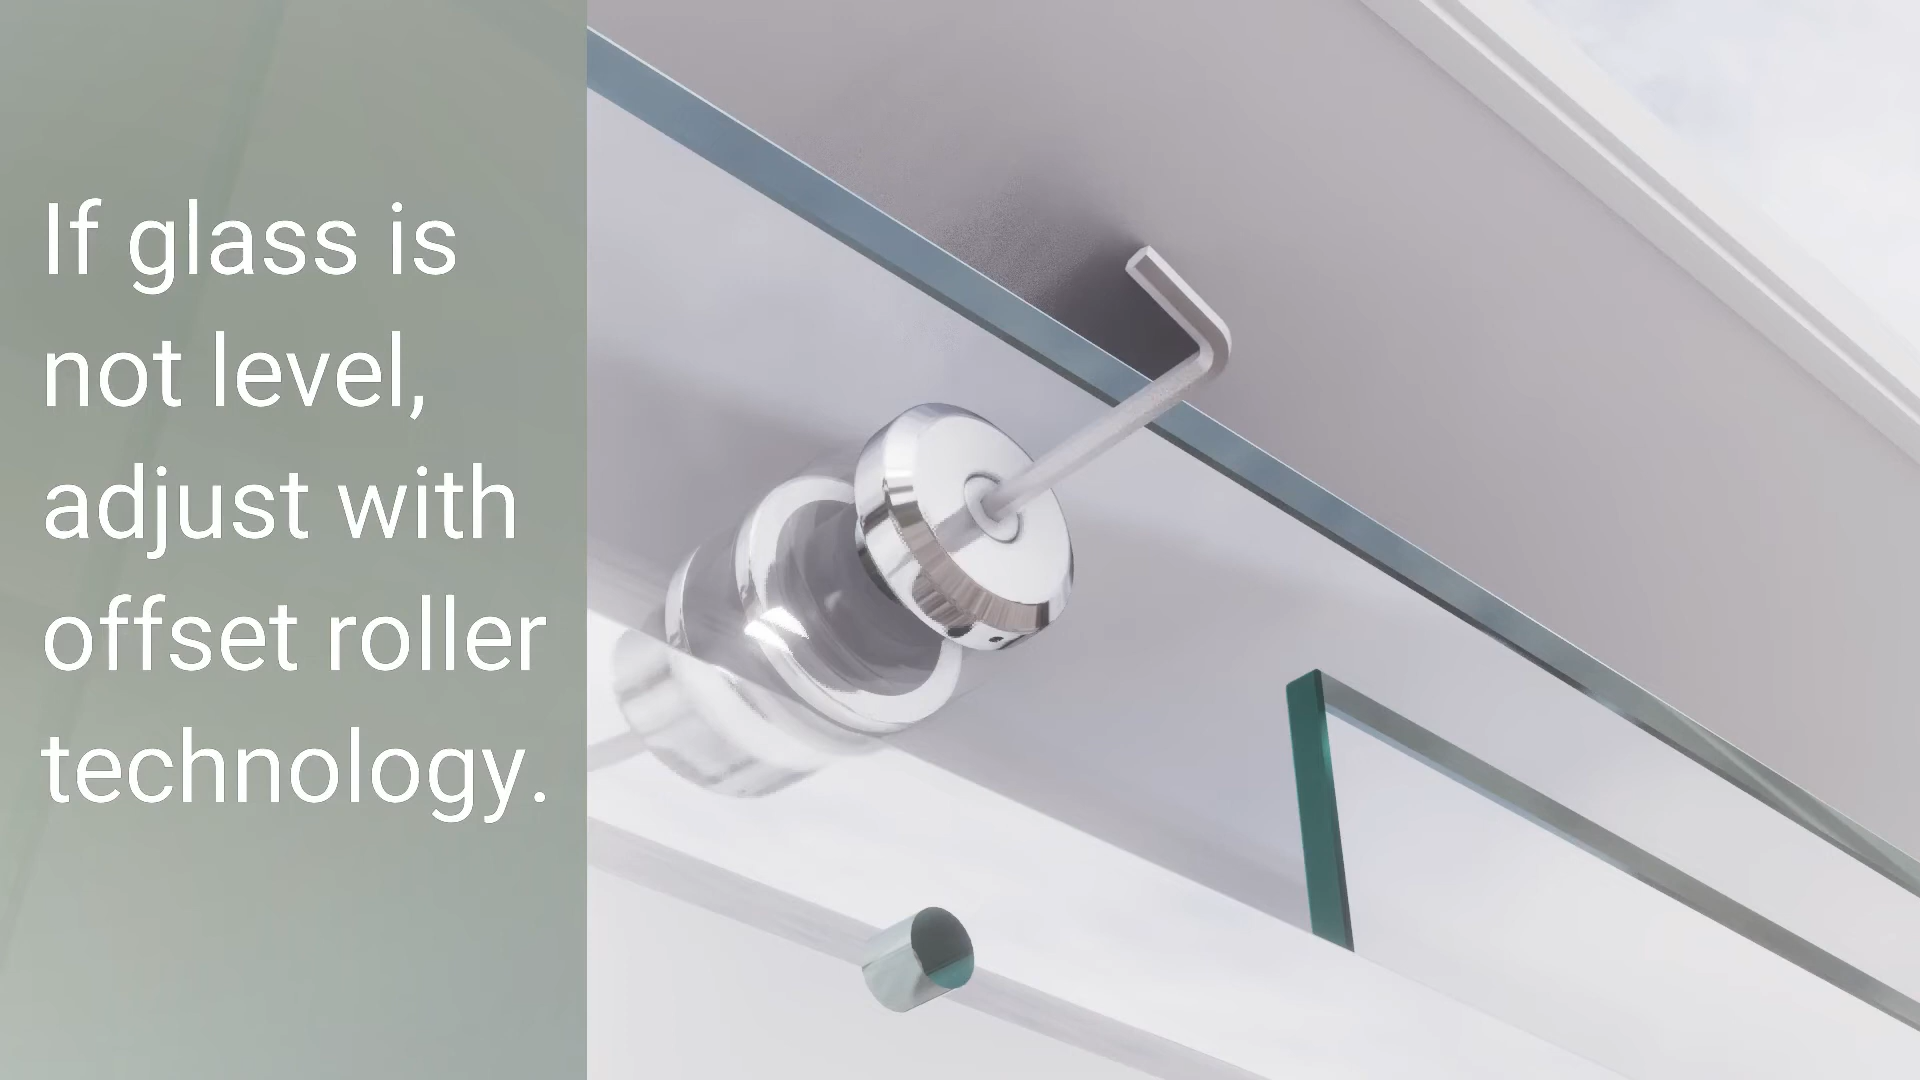 If glass is
not level,
adjust with
offset roller
technology.